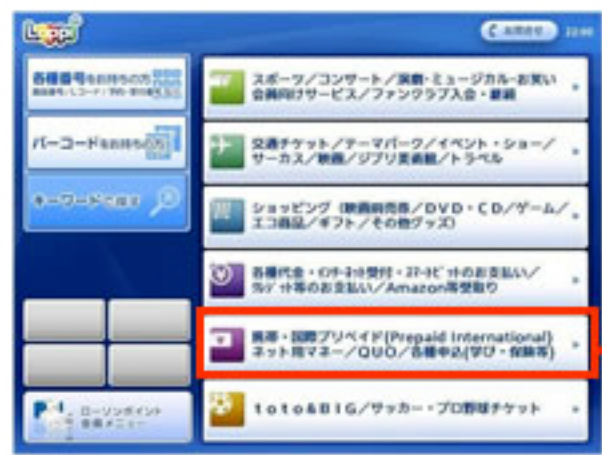 Loppi
各種番号をお持ちの方
バーコードをお持ちの方
キーワードで探す
お問合せ
スポーツ／コンサート／演劇・ミュージカル・お笑い
会員向けサービス／ファンクラブ入会・継続
交通チケット／テーマパーク／イベント・ショー／
サーカス／映画／ジブリ美術館／トラベル
ショッピング（映画前売券／DVD・CD／ゲーム／
エコ商品／ギフト／その他グッズ）
各種代金・インターネット受付・スマートピットのお支払い／
等のお支払い／Amazon等受取り
携帯・国際プリペイド(Prepaid International)
ネット用マネー／QUO／各種申込(学び・保険等)
toto&BIG／サッカー・プロ野球チケット
ローソンポイント
会員メニュー